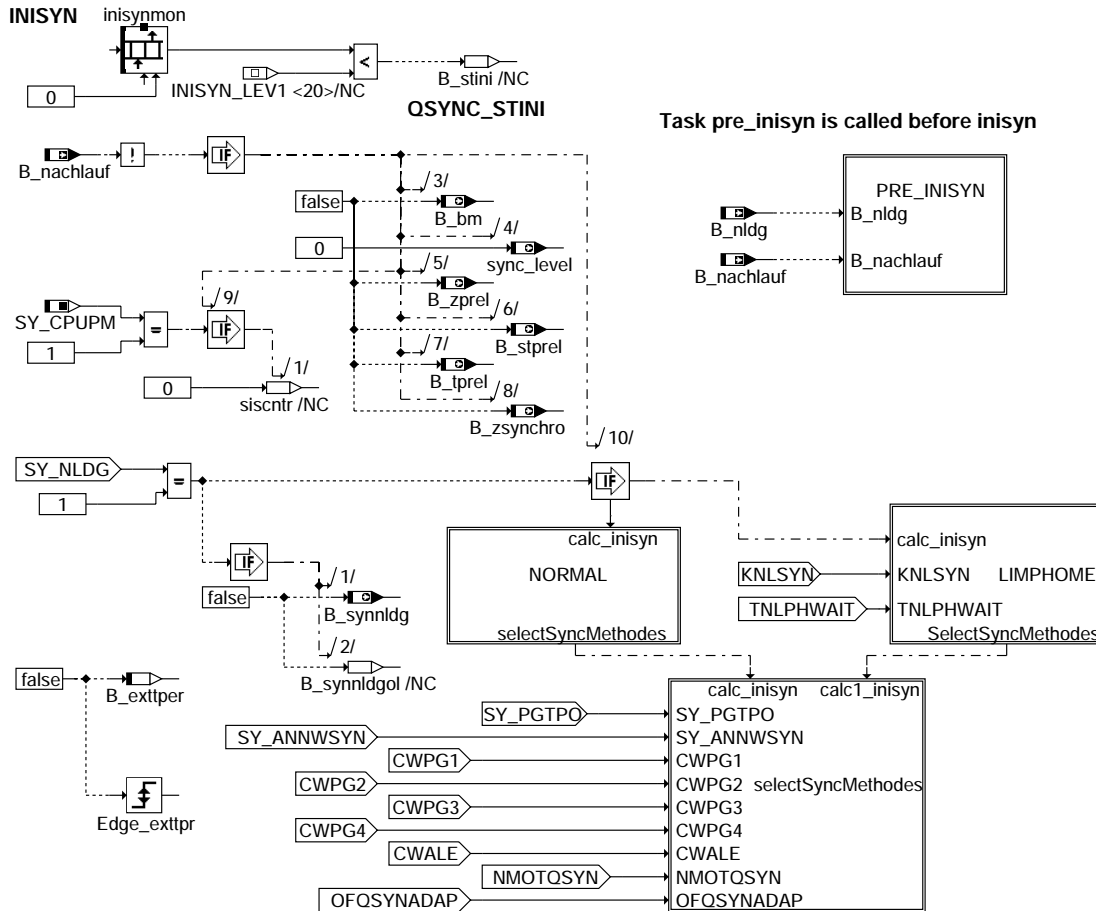 INISYN
inisynmon
0
INISYN_LEV1 <20>/NC
<
B_stini /NC
QSYNC_STINI
Task pre_inisyn is called before inisyn
B_nachlauf
!
IF
/3/
false
B_bm
/4/
0
sync_level
/5/
B_zprel
/6/
B_stprel
/7/
B_tprel
/8/
B_zsynchro
PRE_INISYN
B_nldg
B_nldg
B_nachlauf
B_nachlauf
/9/
SY_CPUPM
=
IF
1
/1/
0
siscntr /NC
/10/
SY_NLDG
=
IF
1
calc_inisyn
NORMAL
selectSyncMethodes
calc_inisyn
KNLSYN
KNLSYN
LIMPHOME
TNLPHWAIT
TNLPHWAIT
SelectSyncMethodes
IF
/1/
false
B_synnldg
/2/
B_synnldgol /NC
false
B_exttper
Edge_exttpr
calc_inisyn
calc1_inisyn
SY_PGTPO
SY_PGTPO
SY_ANNWSYN
SY_ANNWSYN
CWPG1
CWPG1
CWPG2
CWPG2
selectSyncMethodes
CWPG3
CWPG3
CWPG4
CWPG4
CWALE
CWALE
NMOTQSYN
NMOTQSYN
OFQSYNADAP
OFQSYNADAP